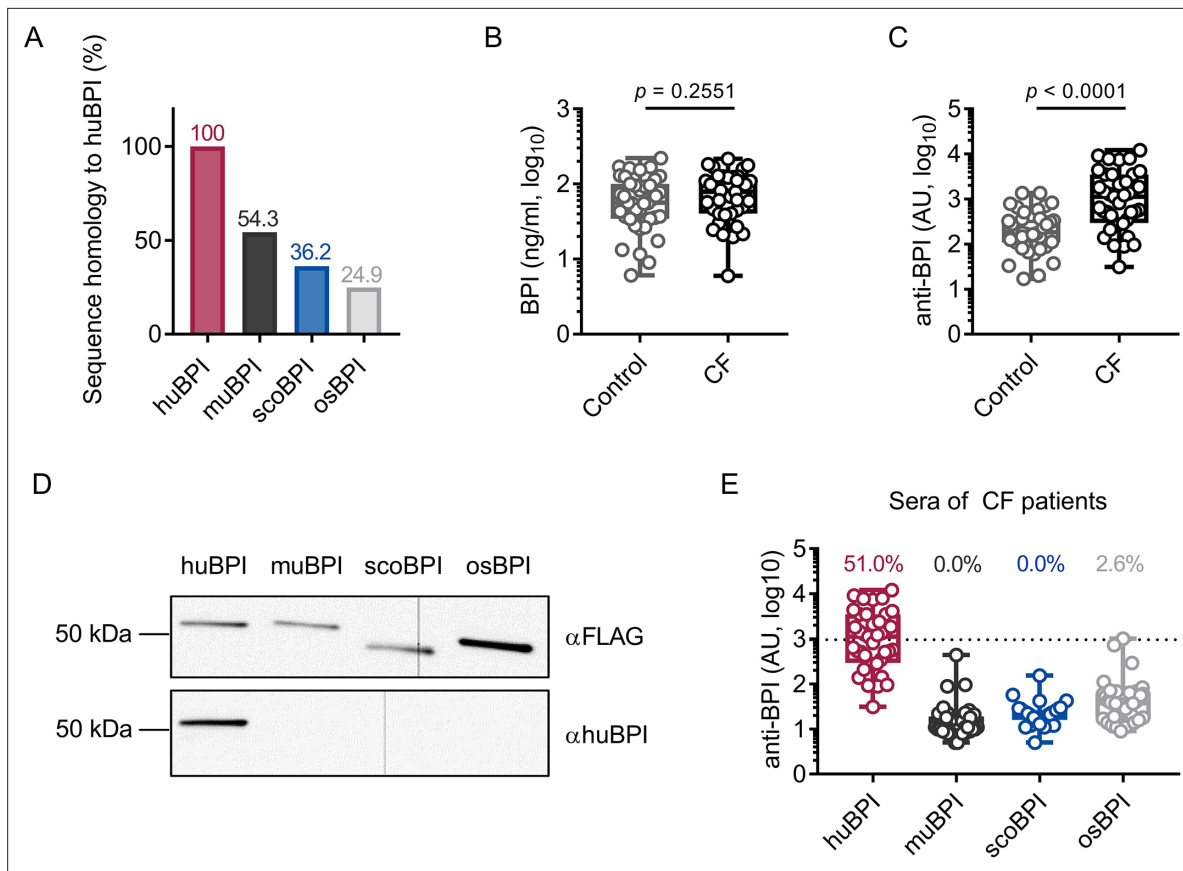 A
Sequence homology to huBPI (%)
100
50
0
100
54.3
36.2
24.9
huBPI
muBPI
scoBPI
osBPI
B
p = 0.2551
BPI (ng/ml, log10)
3
2
1
0
Control
CF
C
p < 0.0001
anti-BPI (AU, log10)
5
4
3
2
1
0
Control
CF
D
huBPI muBPI scoBPI osBPI
50 kDa
αFLAG
50 kDa
αhuBPI
E
Sera of CF patients
anti-BPI (AU, log10)
5
4
3
2
1
0
51.0% 0.0% 0.0% 2.6%
huBPI
muBPI
scoBPI
osBPI